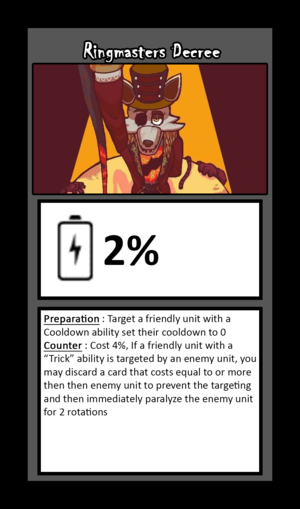 Ringmasters Decree
2%
Preparation : Target a friendly unit with a
Cooldown ability set their cooldown to 0
Counter : Cost 4%, If a friendly unit with a
“Trick” ability is targeted by an enemy unit, you
may discard a card that costs equal to or more
then then enemy unit to prevent the targeting
and then immediately paralyze the enemy unit
for 2 rotations